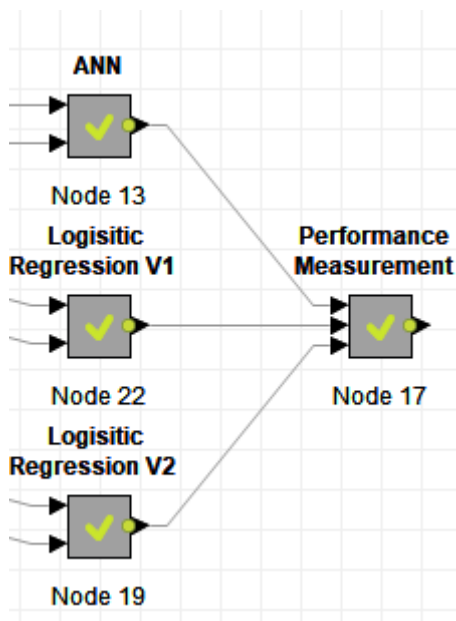 ANN
Node 13
Logisitic
Regression V1
Node 22
Performance
Measurement
Node 17
Logisitic
Regression V2
Node 19